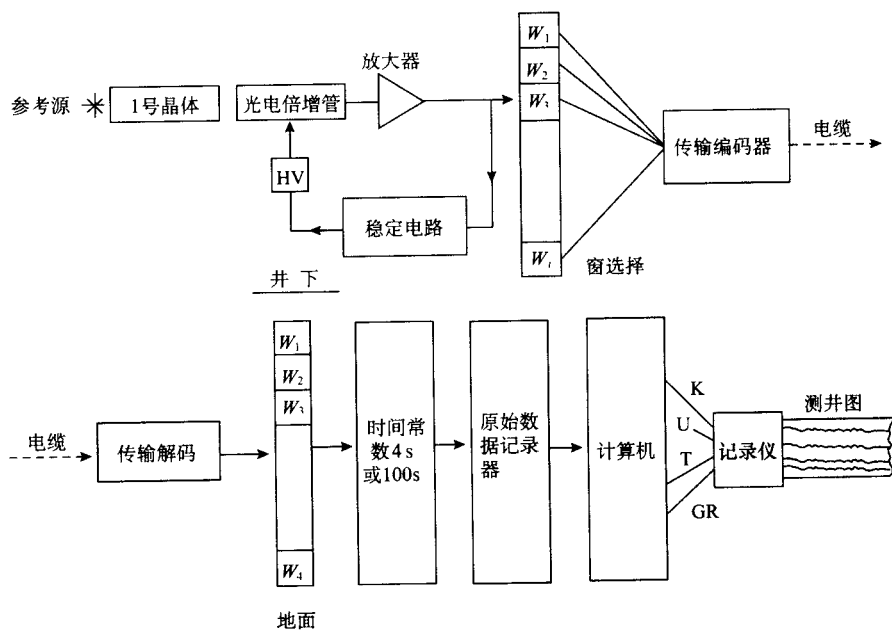 参考源
1号晶体
光电倍增管
放大器
HV
稳定电路
W1
W2
W3
Wi
窗选择
传输编码器
电缆
井 下
电缆
传输解码
W1
W2
W3
W4
地面
时间常
数4 s
或100s
原始数
据记录
器
计算机
K
U
T
GR
记录仪
测井图